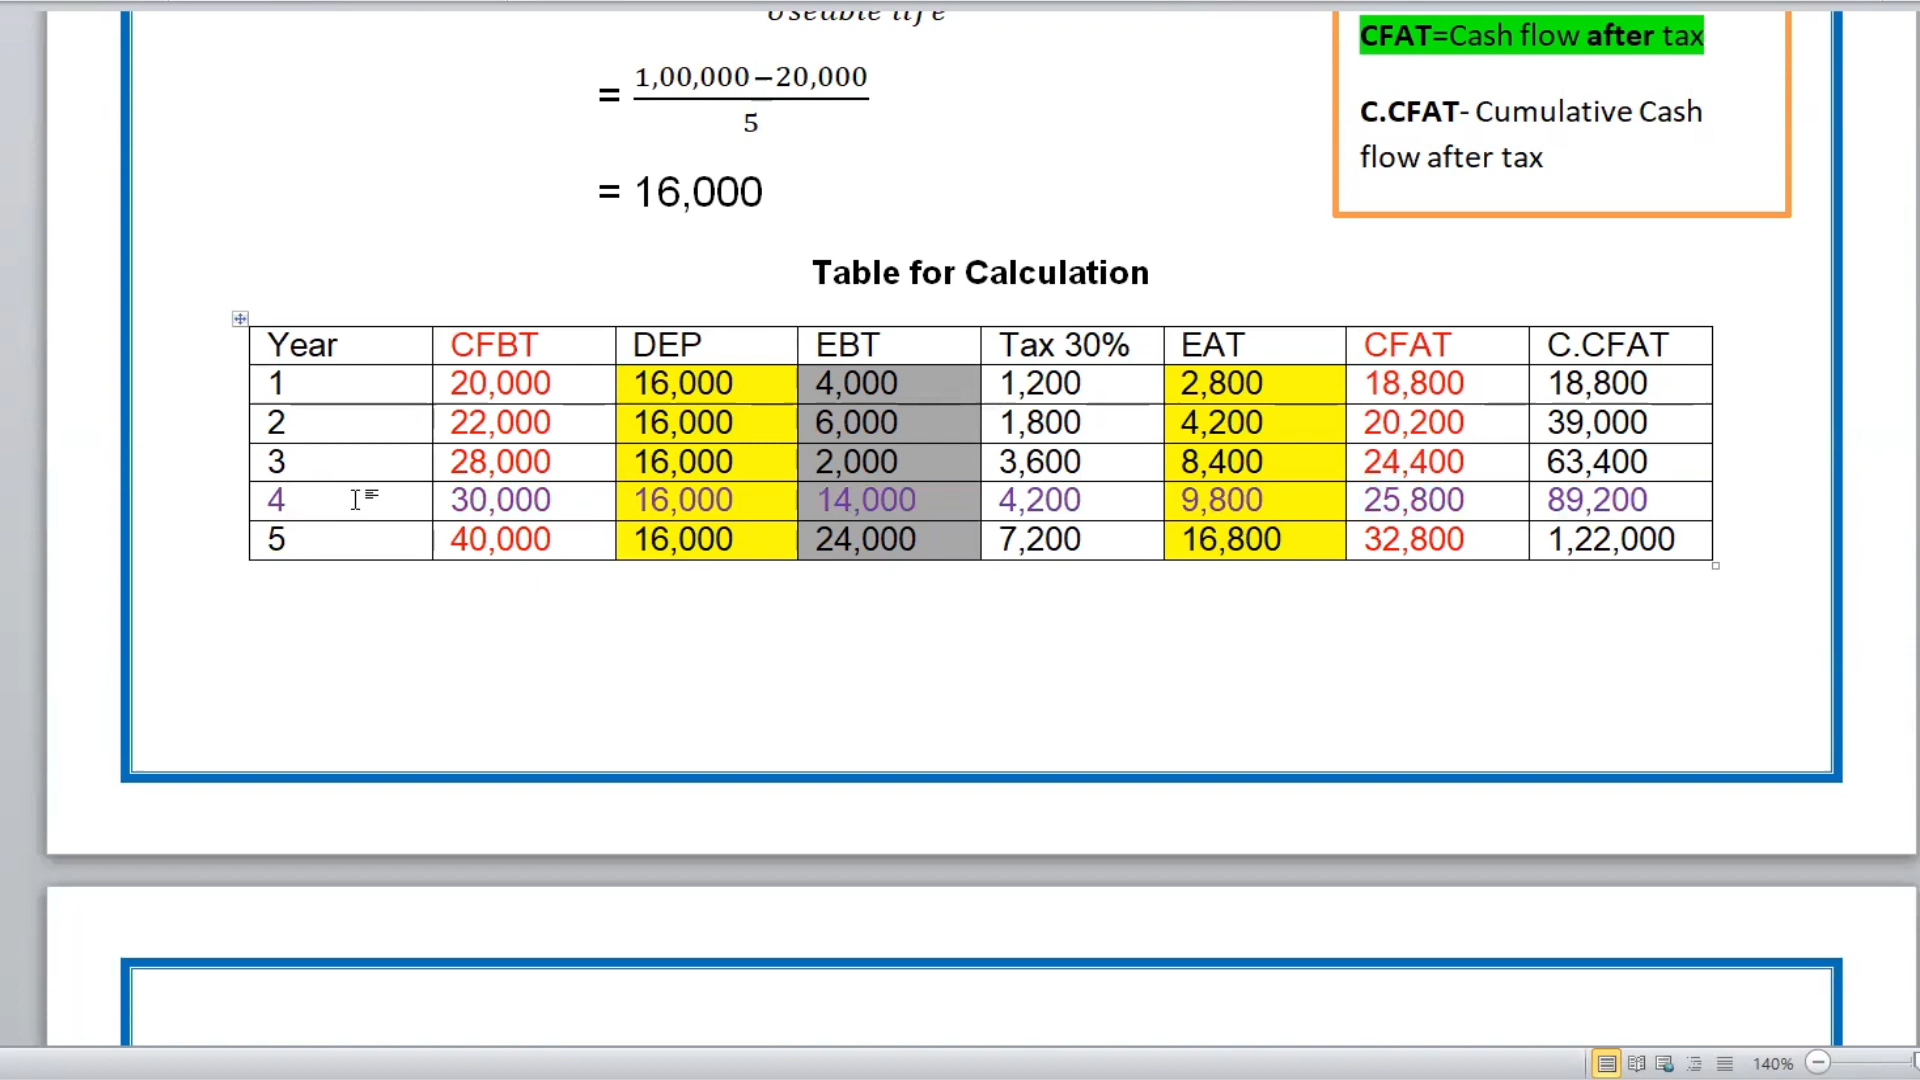 Useable life
CFAT=Cash flow after tax
1,00,000−20,000
=
5
C.CFAT- Cumulative Cash
flow after tax
= 16,000
Table for Calculation
Year CFBT DEP EBT Tax 30% EAT CFAT C.CFAT
1 20,000 16,000 4,000 1,200 2,800 18,800 18,800
2 22,000 16,000 6,000 1,800 4,200 20,200 39,000
3 28,000 16,000 2,000 3,600 8,400 24,400 63,400
4 30,000 16,000 14,000 4,200 9,800 25,800 89,200
5 40,000 16,000 24,000 7,200 16,800 32,800 1,22,000
140%